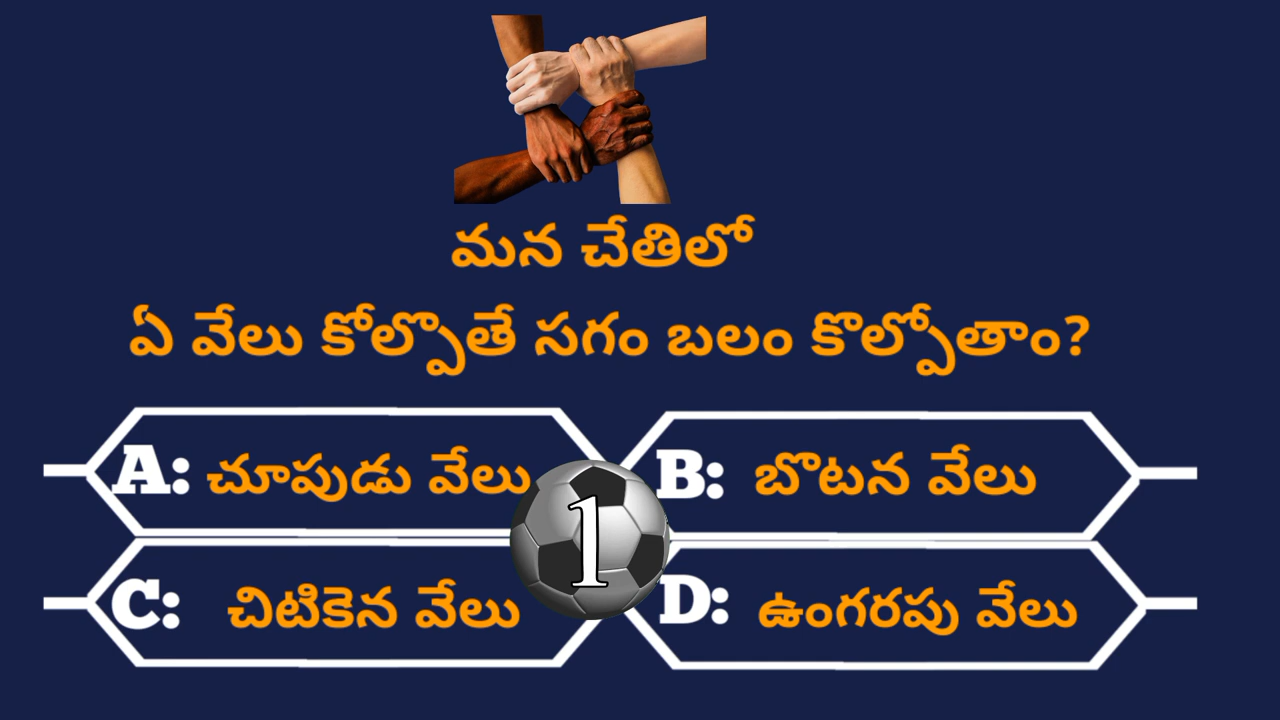 మన చేతిలో
ఏ వేలు కోల్పొతే సగం బలం కొల్పోతాం?
A: చూపుడు వేలు
B: బొటన వేలు
1
C: చిటికెన వేలు
D: ఉంగరపు వేలు